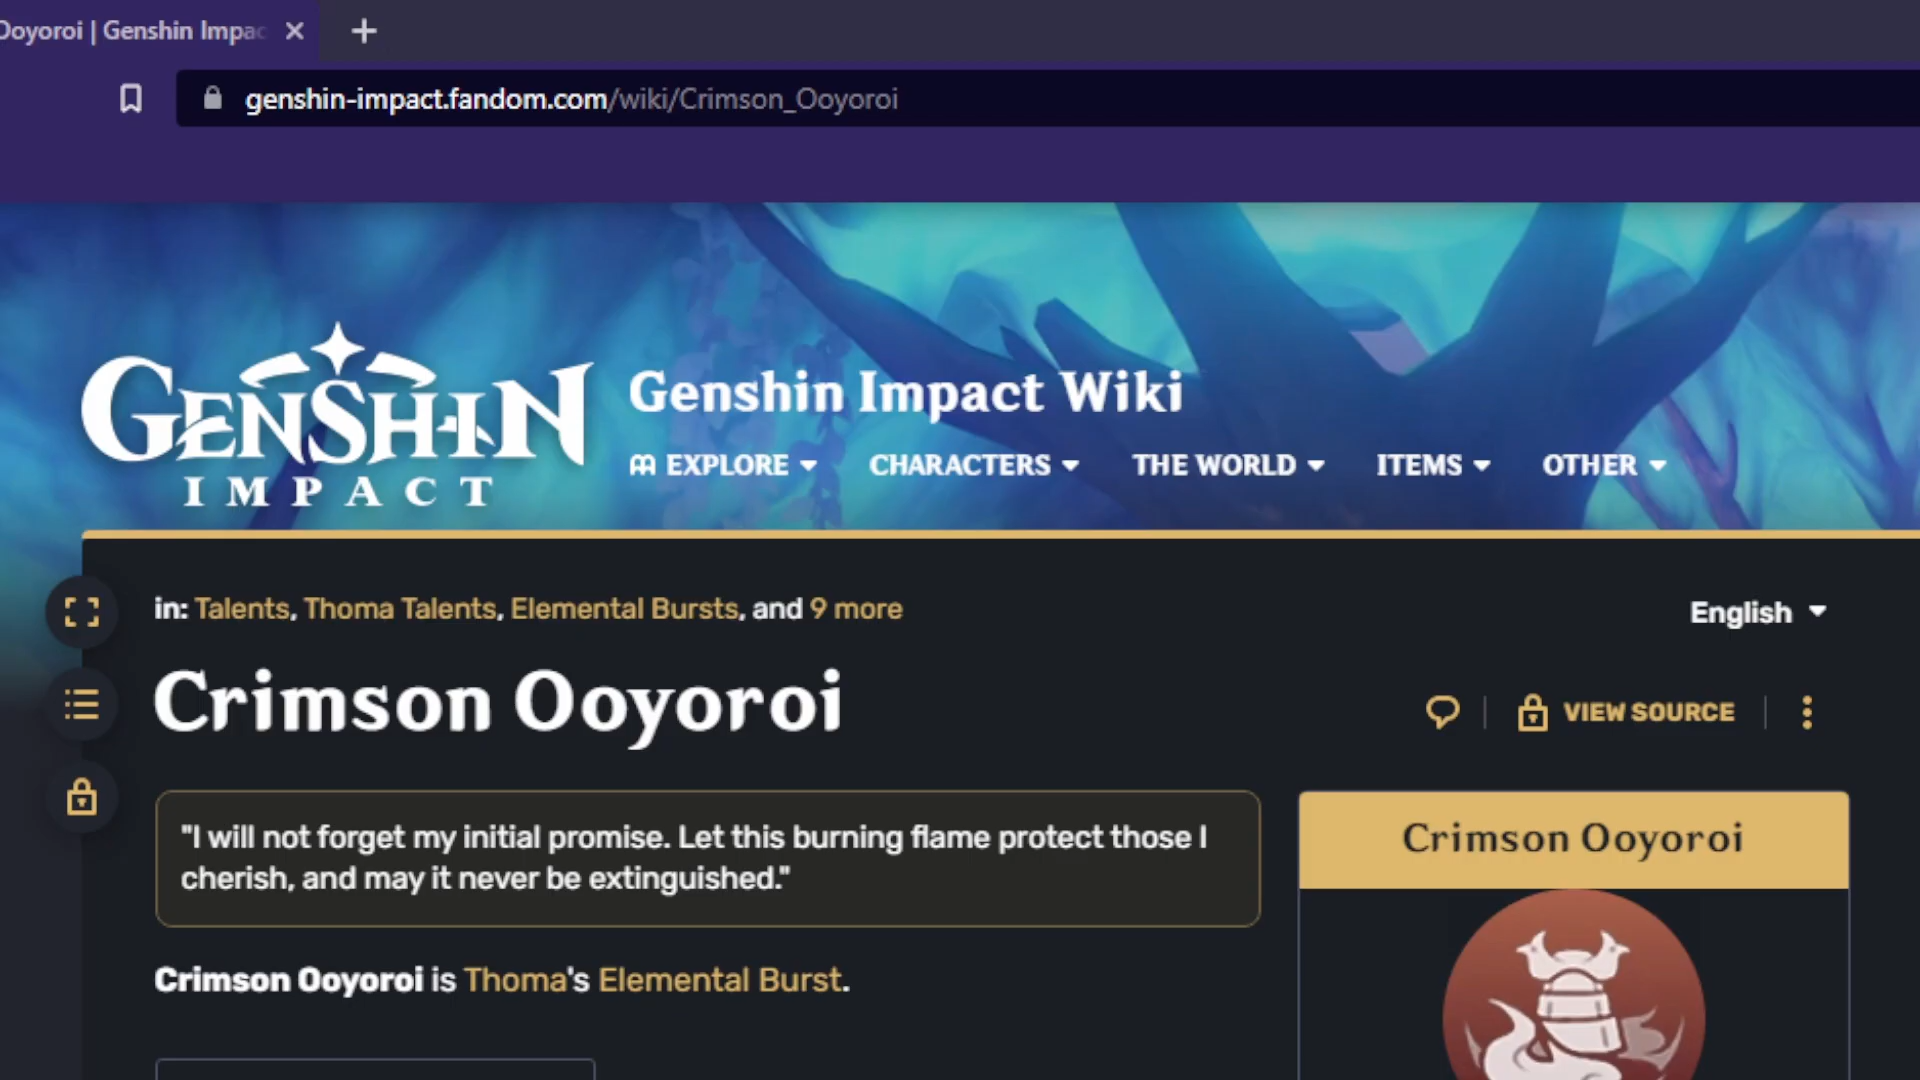 Ooyoroi | Genshin Impac
genshin-impact.fandom.com/wiki/Crimson_Ooyoroi
GENSHIN
IMPACT
Genshin Impact Wiki
EXPLORE
CHARACTERS
THE WORLD
ITEMS
OTHER
in: Talents, Thoma Talents, Elemental Bursts, and 9 more
English
Crimson Ooyoroi
VIEW SOURCE
"I will not forget my initial promise. Let this burning flame protect those I
cherish, and may it never be extinguished."
Crimson Ooyoroi
Crimson Ooyoroi is Thoma's Elemental Burst.